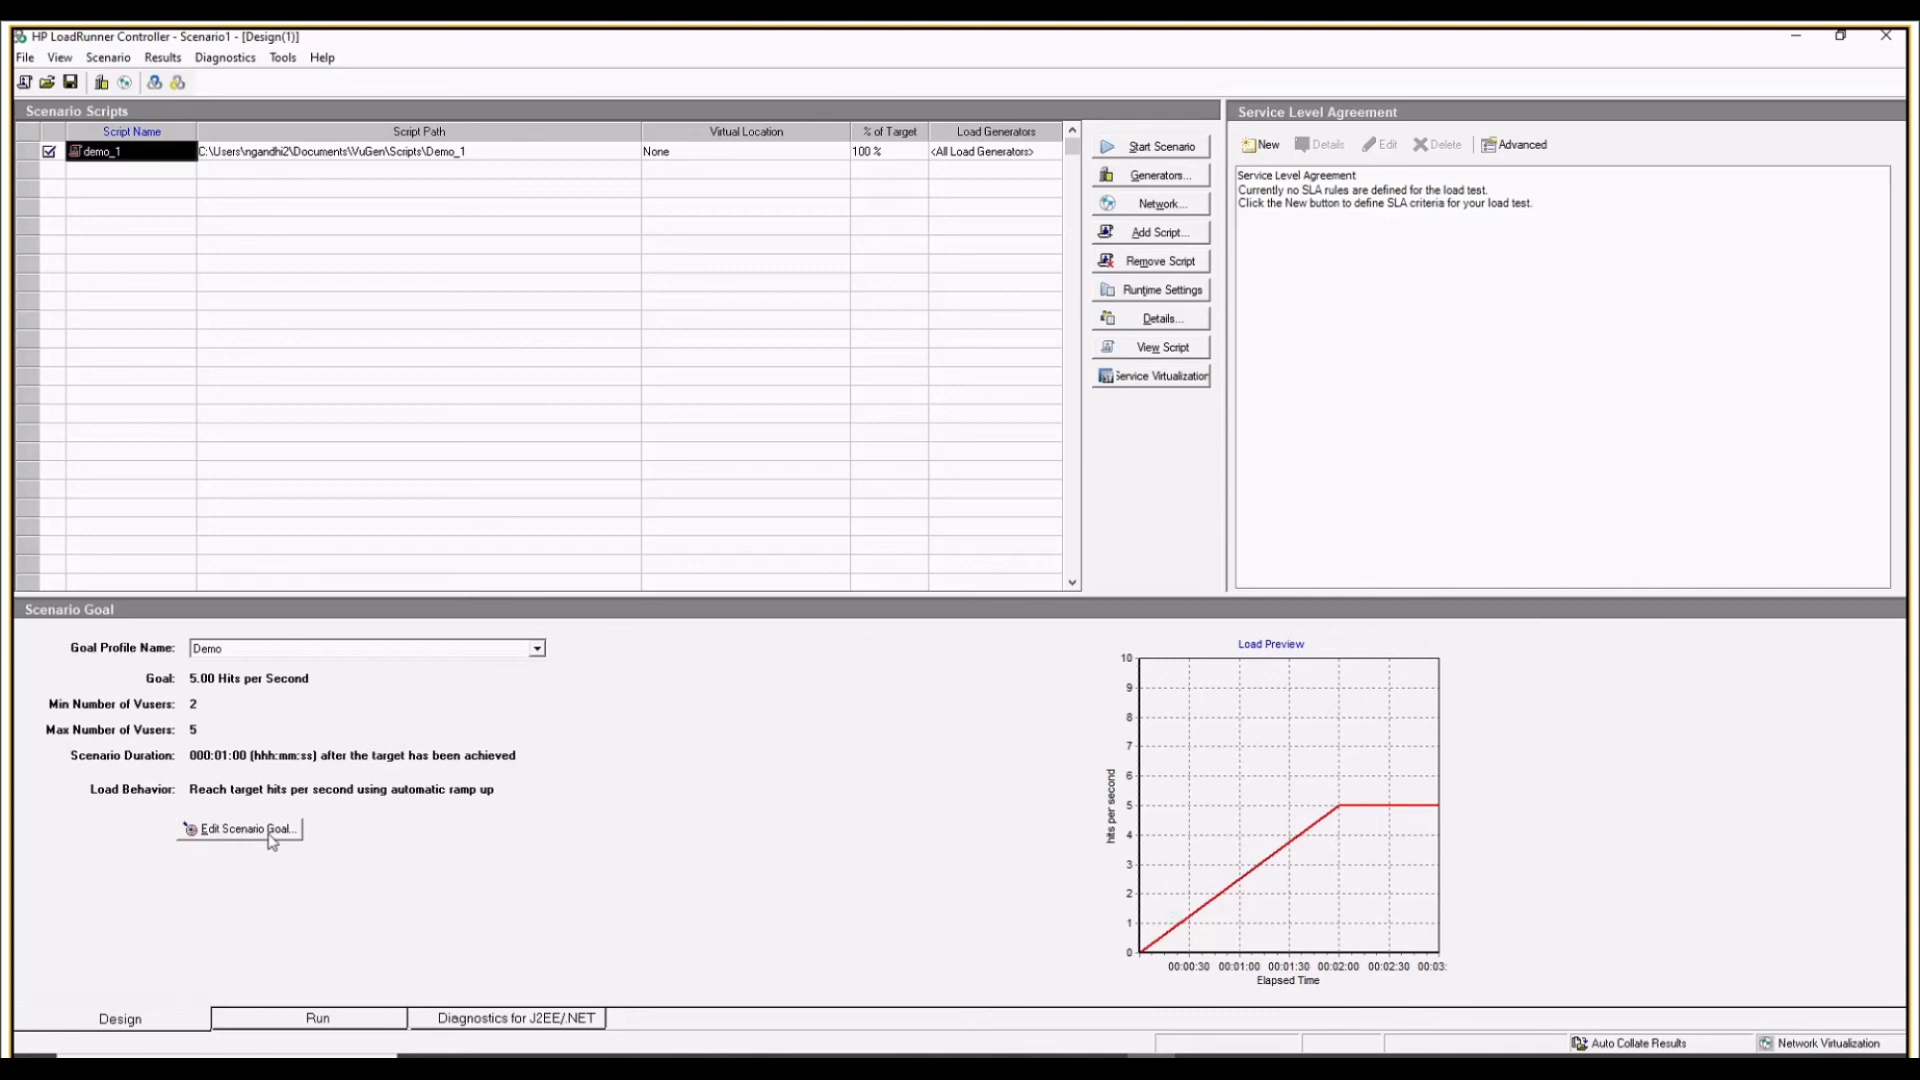 HP LoadRunner Controller - Scenario1 - [Design(1)]
File View Scenario Results Diagnostics Tools Help
Scenario Scripts
Script Name Script Path Virtual Location % of Target Load Generators
demo_1 C:\Users\ngandhi2\Documents\VuGen\Scripts\Demo_1 None 100 % <All Load Generators>
Start Scenario
Generators...
Network...
Add Script...
Remove Script
Runtime Settings
Details...
View Script
Service Virtualization
Service Level Agreement
New Details Edit Delete Advanced
Service Level Agreement
Currently no SLA rules are defined for the load test.
Click the New button to define SLA criteria for your load test.
Scenario Goal
Goal Profile Name: Demo
Goal: 5.00 Hits per Second
Min Number of Vusers: 2
Max Number of Vusers: 5
Scenario Duration: 000:01:00 (hhh:mm:ss) after the target has been achieved
Load Behavior: Reach target hits per second using automatic ramp up
Edit Scenario Goal...
Load Preview
10
9
8
7
6
5
4
3
2
1
0
hits per second
00:00:30 00:01:00 00:01:30 00:02:00 00:02:30 00:03:
Elapsed Time
Design Run Diagnostics for J2EE/.NET
Auto Collate Results Network Virtualization